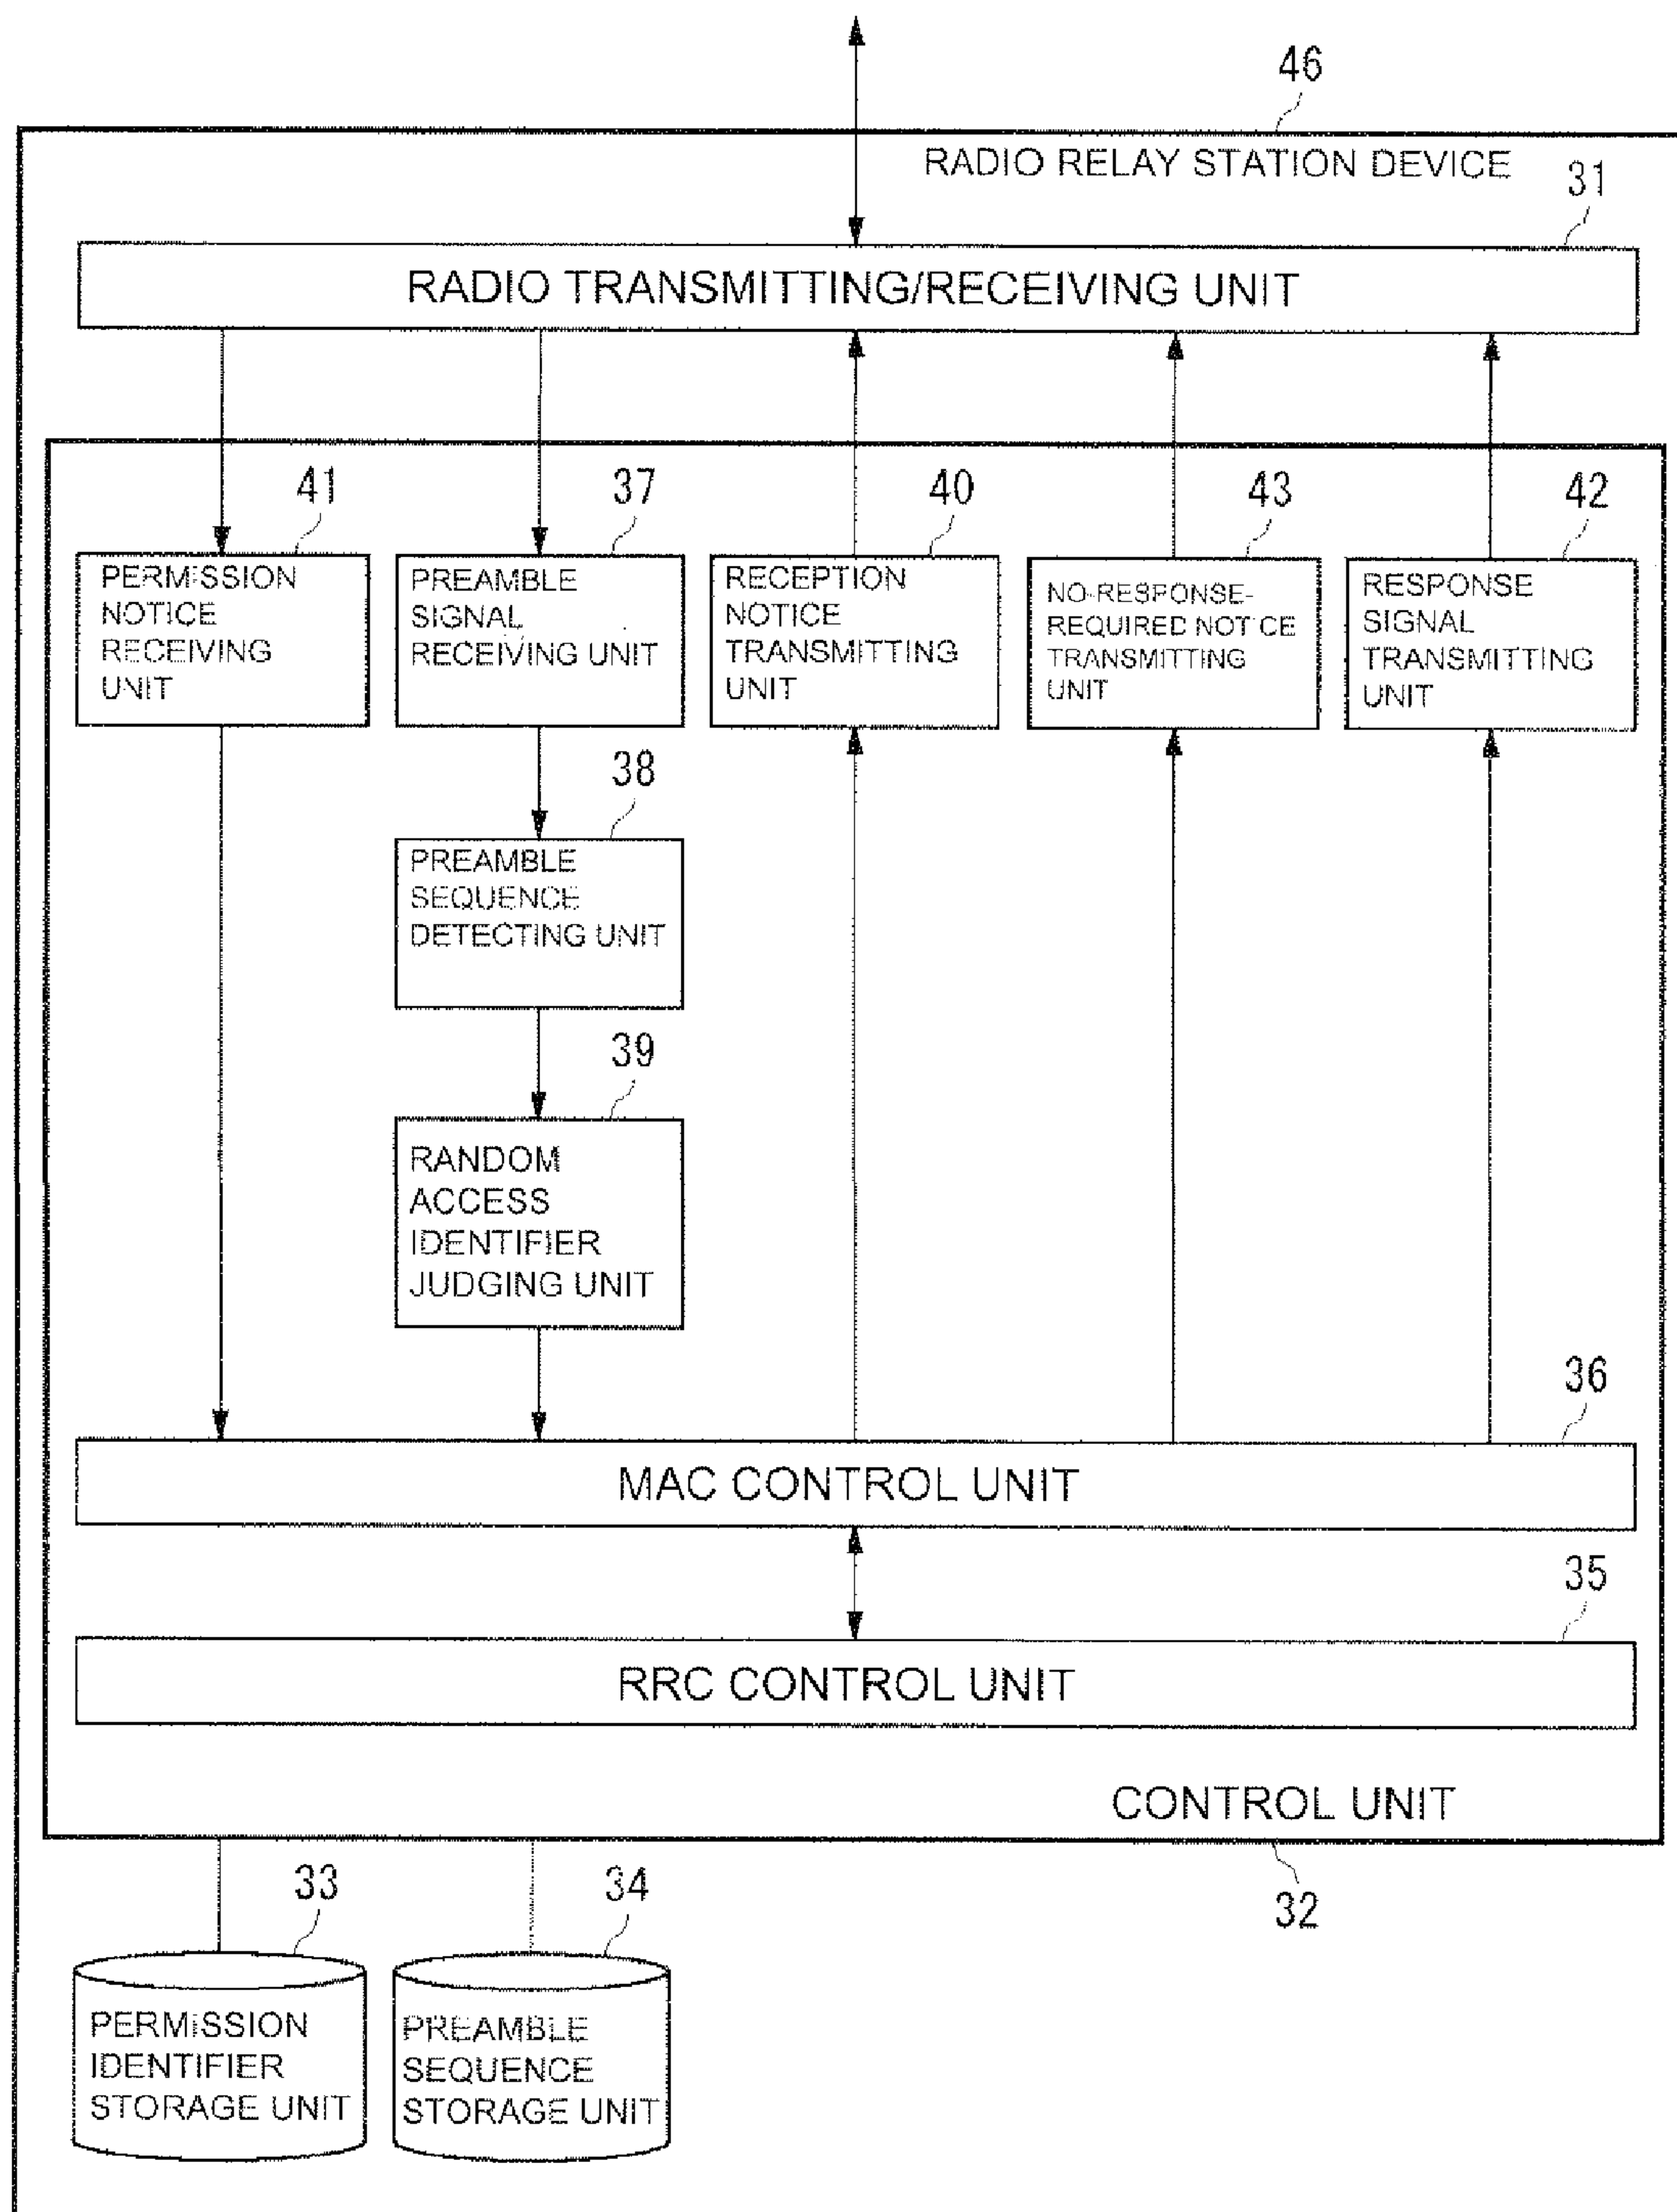 46
RADIO RELAY STATION DEVICE
31
RADIO TRANSMITTING/RECEIVING UNIT
41
PERMISSION
NOTICE
RECEIVING
UNIT
37
PREAMBLE
SIGNAL
RECEIVING UNIT
40
RECEPTION
NOTICE
TRANSMITTING
UNIT
43
NO-RESPONSE-
REQUIRED NOTICE
TRANSMITTING
UNIT
42
RESPONSE
SIGNAL
TRANSMITTING
UNIT
38
PREAMBLE
SEQUENCE
DETECTING UNIT
39
RANDOM
ACCESS
IDENTIFIER
JUDGING UNIT
36
MAC CONTROL UNIT
35
RRC CONTROL UNIT
CONTROL UNIT
32
33
PERMISSION
IDENTIFIER
STORAGE UNIT
34
PREAMBLE
SEQUENCE
STORAGE UNIT